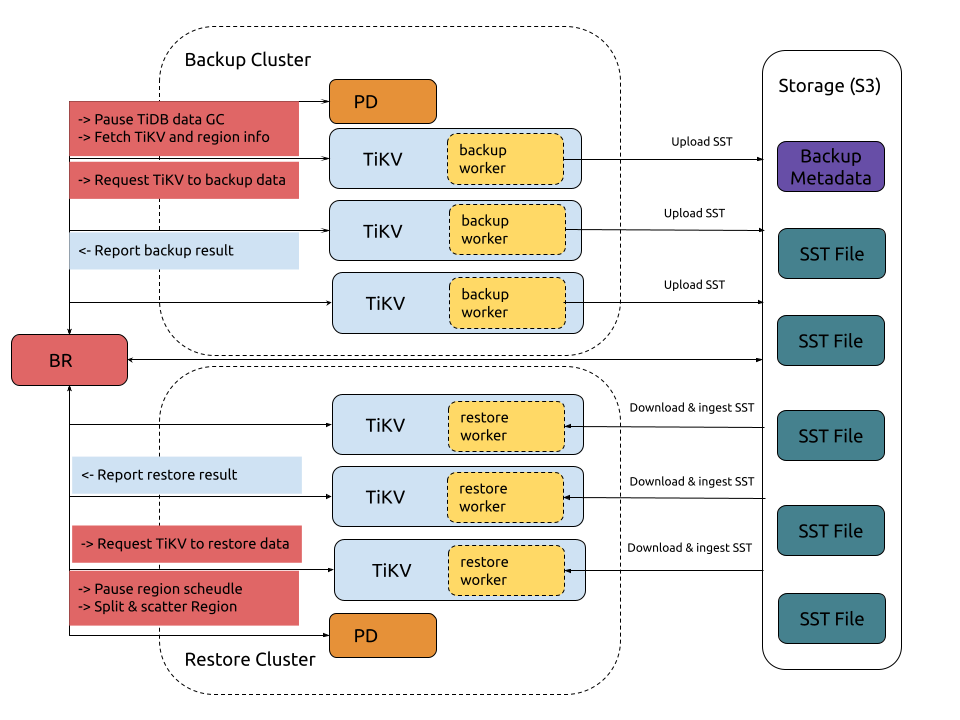 Backup Cluster
Storage (S3)
PD
-> Pause TiDB data GC
-> Fetch TiKV and region info
TiKV
backup
worker
Upload SST
Backup
Metadata
-> Request TiKV to backup data
TiKV
backup
worker
Upload SST
<- Report backup result
SST File
TiKV
backup
worker
Upload SST
SST File
BR
TiKV
restore
worker
Download & ingest SST
SST File
<- Report restore result
TiKV
restore
worker
Download & ingest SST
SST File
-> Request TiKV to restore data
TiKV
restore
worker
Download & ingest SST
-> Pause region scheudle
-> Split & scatter Region
SST File
PD
Restore Cluster